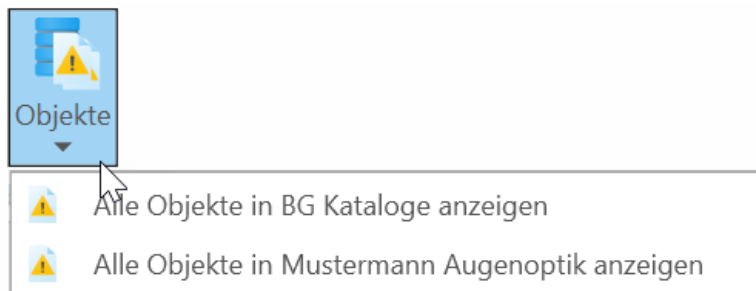 Objekte
Alle Objekte in BG Kataloge anzeigen
Alle Objekte in Mustermann Augenoptik anzeigen